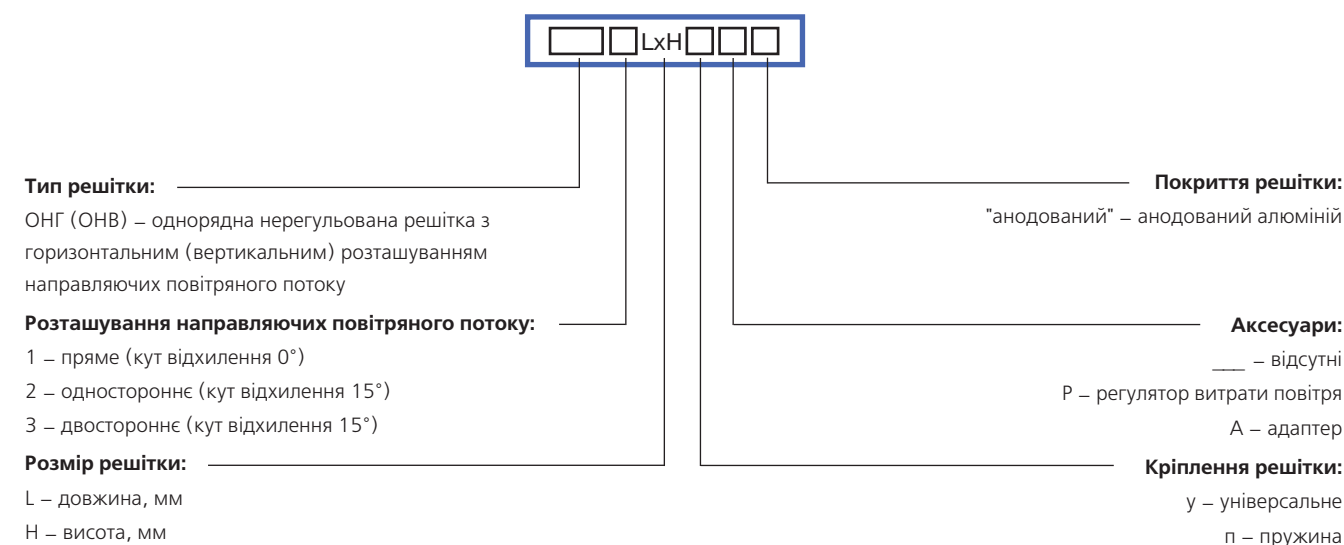 LxH
Тип решітки:
ОНГ (ОНВ) – однорядна нерегульована решітка з
горизонтальним (вертикальним) розташуванням
направляючих повітряного потоку
Розташування направляючих повітряного потоку:
1 – пряме (кут відхилення 0°)
2 – одностороннє (кут відхилення 15°)
3 – двостороннє (кут відхилення 15°)
Розмір решітки:
L – довжина, мм
H – висота, мм
Покриття решітки:
"анодований" – анодований алюміній
Аксесуари:
___ – відсутні
Р – регулятор витрати повітря
А – адаптер
Кріплення решітки:
у – універсальне
п – пружина